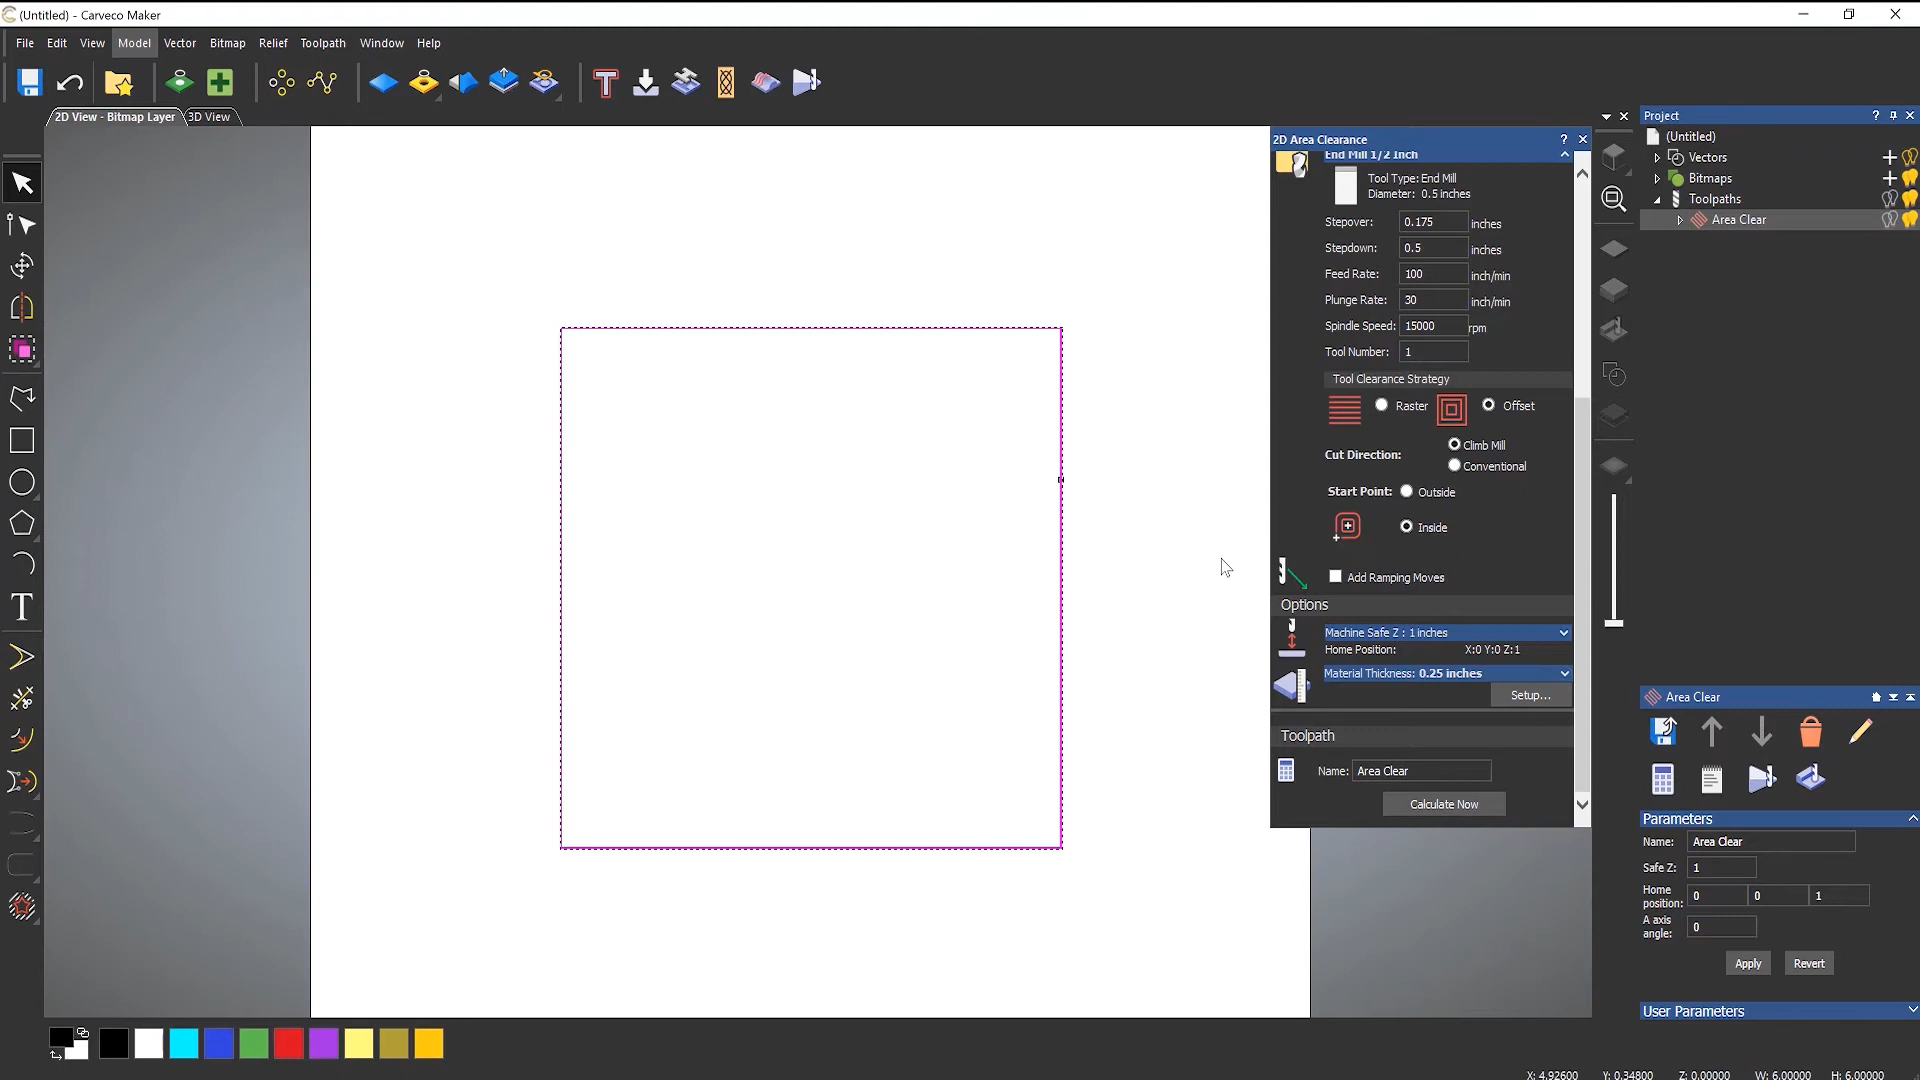 (Untitled) - Carveco Maker
File Edit View Model Vector Bitmap Relief Toolpath Window Help
2D View - Bitmap Layer 3D View
2D Area Clearance ?
End Mill 1/2 Inch
Tool Type: End Mill
Diameter: 0.5 inches
Stepover: 0.175 inches
Stepdown: 0.5 inches
Feed Rate: 100 inch/min
Plunge Rate: 30 inch/min
Spindle Speed: 15000 rpm
Tool Number: 1
Tool Clearance Strategy
Raster Offset
Cut Direction: Climb Mill
Conventional
Start Point: Outside
Inside
Add Ramping Moves
Options
Machine Safe Z : 1 inches
Home Position: X:0 Y:0 Z:1
Material Thickness: 0.25 inches
Setup...
Toolpath
Name: Area Clear
Calculate Now
Project ?
(Untitled)
Vectors
Bitmaps
Toolpaths
Area Clear
Area Clear
Parameters
Name: Area Clear
Safe Z: 1
Home position: 0 0 1
A axis angle: 0
Apply Revert
User Parameters
X: 4.92600 Y: 0.34800 Z: 0.00000 W: 6.00000 H: 6.00000